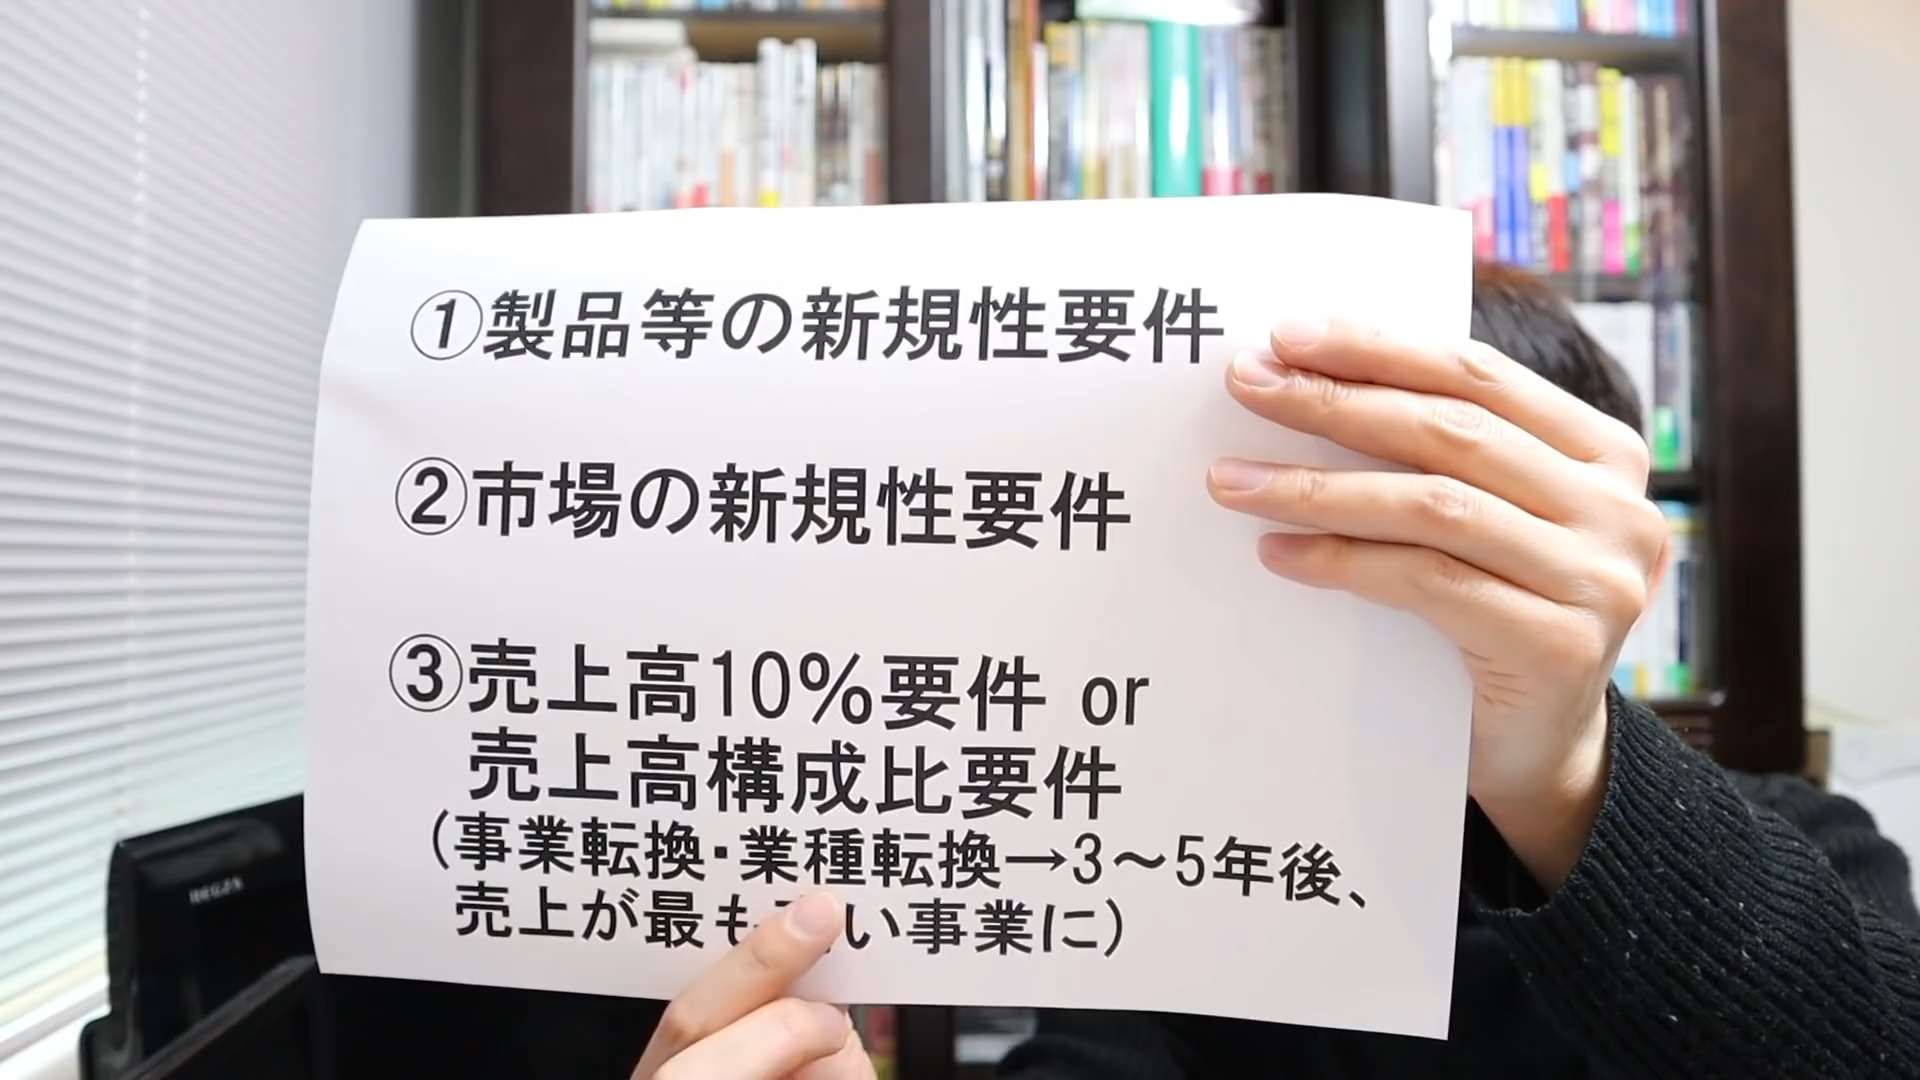 ①製品等の新規性要件
②市場の新規性要件
③売上高10%要件 or
売上高構成比要件
(事業転換・業種転換→3～5年後、
売上が最も い事業に)